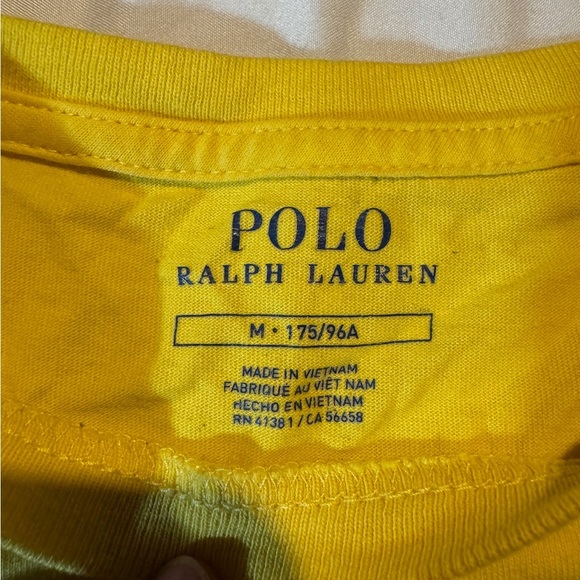 POLO
RALPH LAUREN
M • 175/96A
MADE IN VIETNAM
FABRIQUÉ AU VIÊT NAM
HECHO EN VIETNAM
RN 41381 / CA 56658